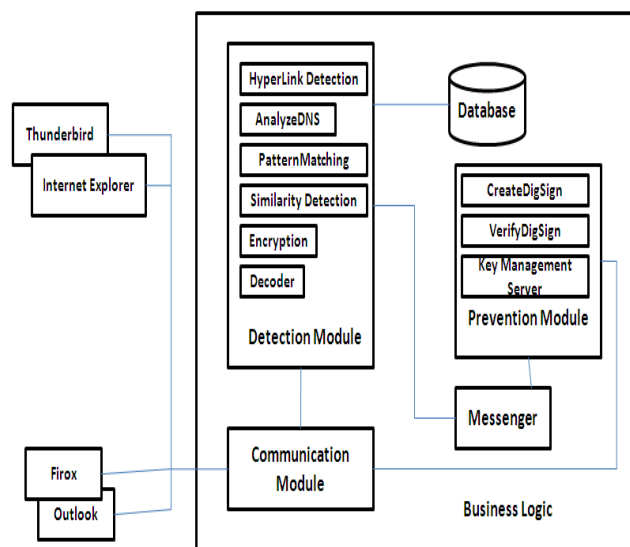 Thunderbird
Internet Explorer
Firox
Outlook
HyperLink Detection
AnalyzeDNS
PatternMatching
Similarity Detection
Encryption
Decoder
Detection Module
Database
CreateDigSign
VerifyDigSign
Key Management
Server
Prevention Module
Messenger
Communication
Module
Business Logic